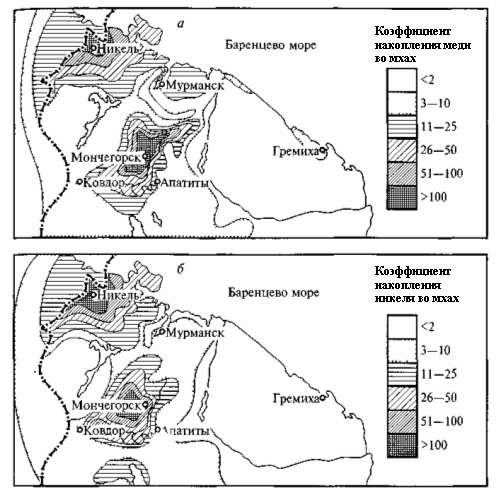 а
Коэффициент
накопления меди
во мхах
Никель
Баренцево море
<2
Мурманск
3—10
11—25
Гремиха
26—50
Мончегорск
51—100
Ковдор
Апатиты
>100
б
Коэффициент
накопления
никеля во мхах
Никель
Баренцево море
<2
Мурманск
3—10
11—25
Гремиха
26—50
Мончегорск
51—100
Ковдор
Апатиты
>100